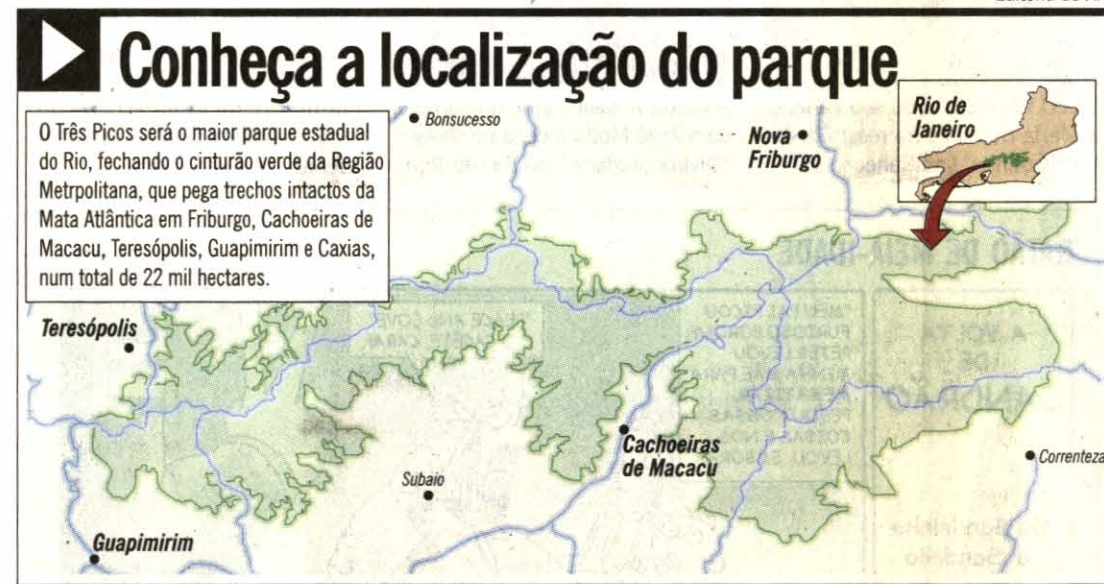 Conheça a localização do parque
O Três Picos será o maior parque estadual
do Rio, fechando o cinturão verde da Região
Metrpolitana, que pega trechos intactos da
Mata Atlântica em Friburgo, Cachoeiras de
Macacu, Teresópolis, Guapimirim e Caxias,
num total de 22 mil hectares.
Bonsucesso
Nova
Friburgo
Rio de
Janeiro
Teresópolis
Cachoeiras
de Macacu
Correnteza
Subaio
Guapimirim